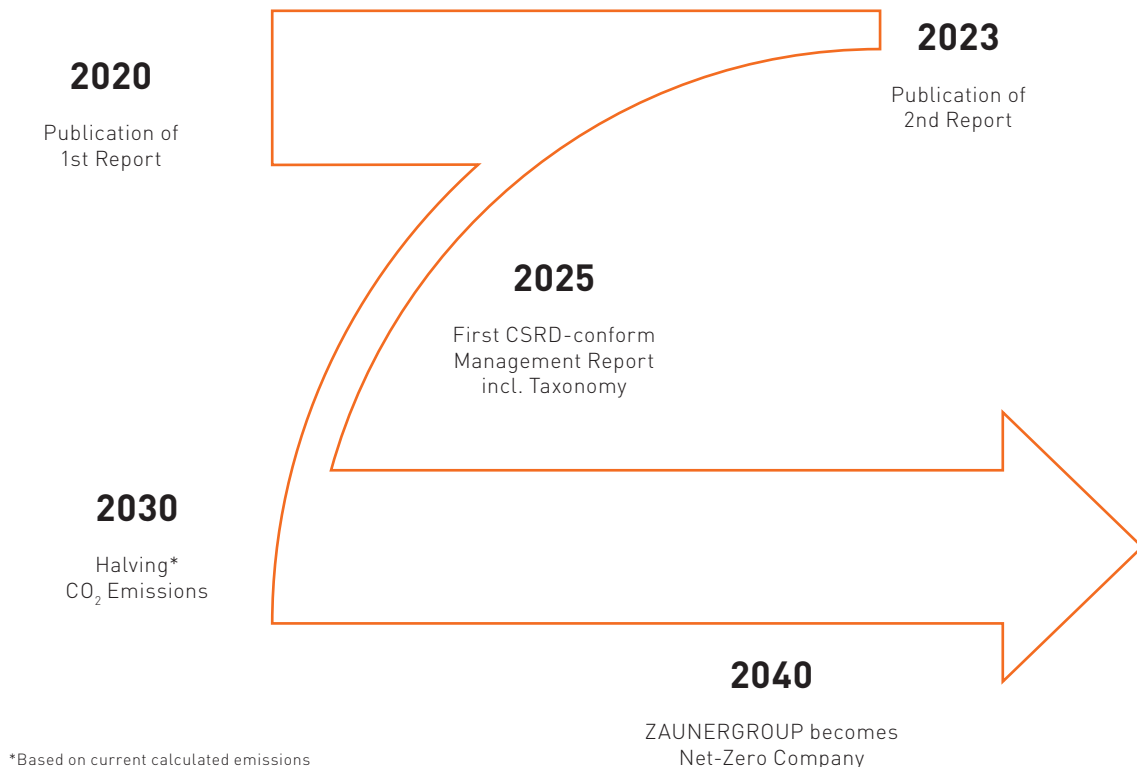 2020
Publication of
1st Report
2023
Publication of
2nd Report
2025
First CSRD-conform
Management Report
incl. Taxonomy
2030
Halving*
CO₂ Emissions
2040
ZAUNERGROUP becomes
Net-Zero Company
*Based on current calculated emissions